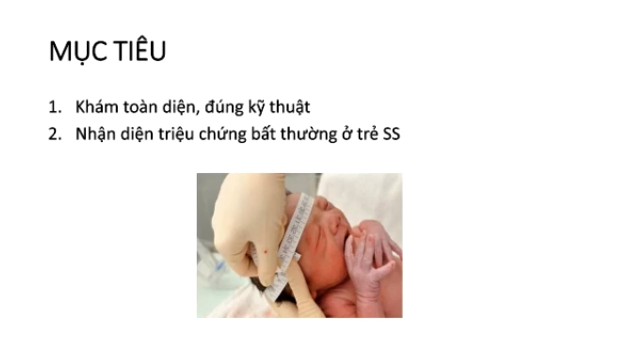 MỤC TIÊU
1. Khám toàn diện, đúng kỹ thuật
2. Nhận diện triệu chứng bất thường ở trẻ SS